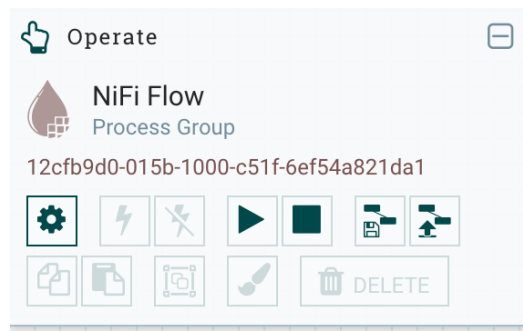 Operate
NiFi Flow
Process Group
12cfb9d0-015b-1000-c51f-6ef54a821da1
DELETE